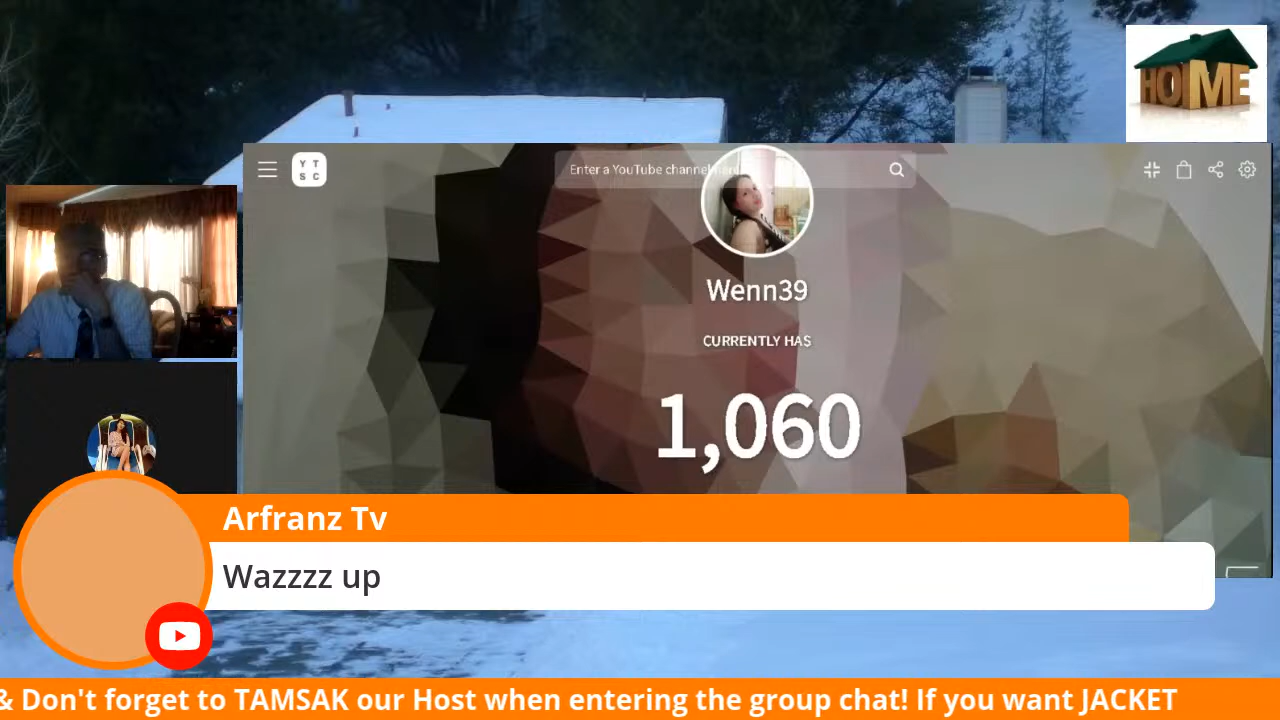 HOME
Y T
S C
Enter a YouTube channel
Wenn39
CURRENTLY HAS
1,060
Arfranz Tv
Wazzzz up
& Don't forget to TAMSAK our Host when entering the group chat! If you want JACKET